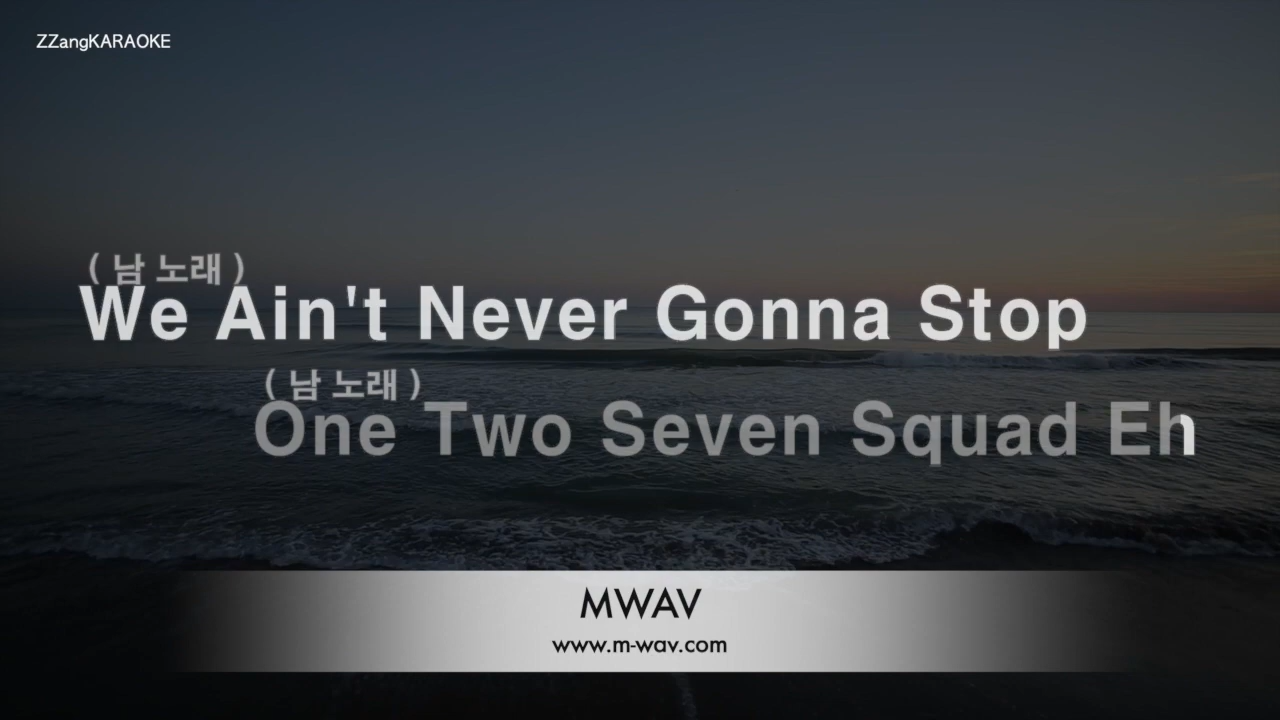 ZZangKARAOKE
( 남 노래 )
We Ain't Never Gonna Stop
( 남 노래 )
One Two Seven Squad Eh
MWAV
www.m-wav.com